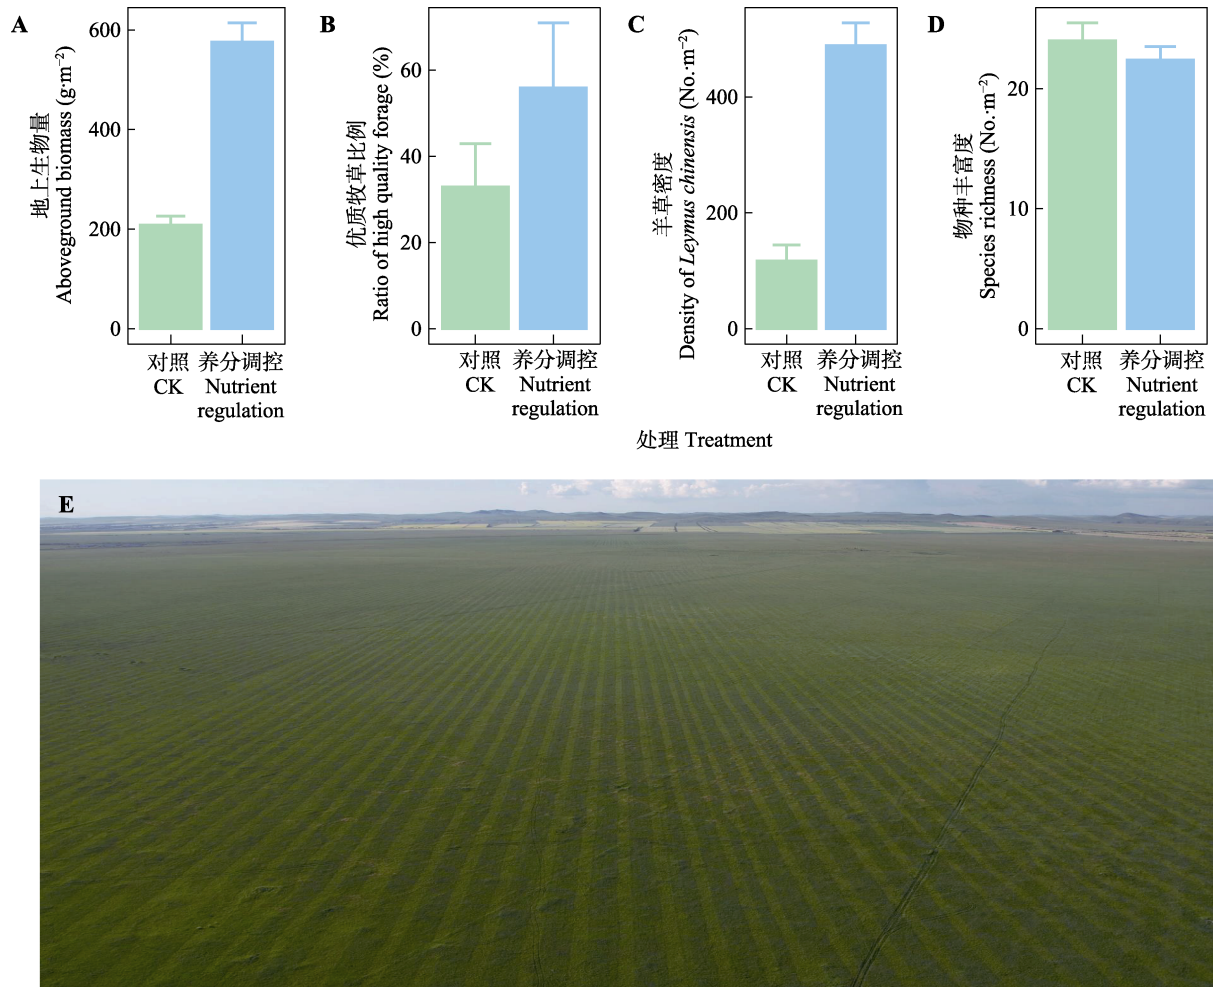 A
地上生物量
Aboveground biomass (g·m⁻²)
600
400
200
0
对照
CK
养分调控
Nutrient
regulation
B
优质牧草比例
Ratio of high quality forage (%)
60
40
20
0
对照
CK
养分调控
Nutrient
regulation
C
羊草密度
Density of Leymus chinensis (No.·m⁻²)
400
200
0
对照
CK
养分调控
Nutrient
regulation
D
物种丰富度
Species richness (No.·m⁻²)
20
10
0
对照
CK
养分调控
Nutrient
regulation
处理 Treatment
E